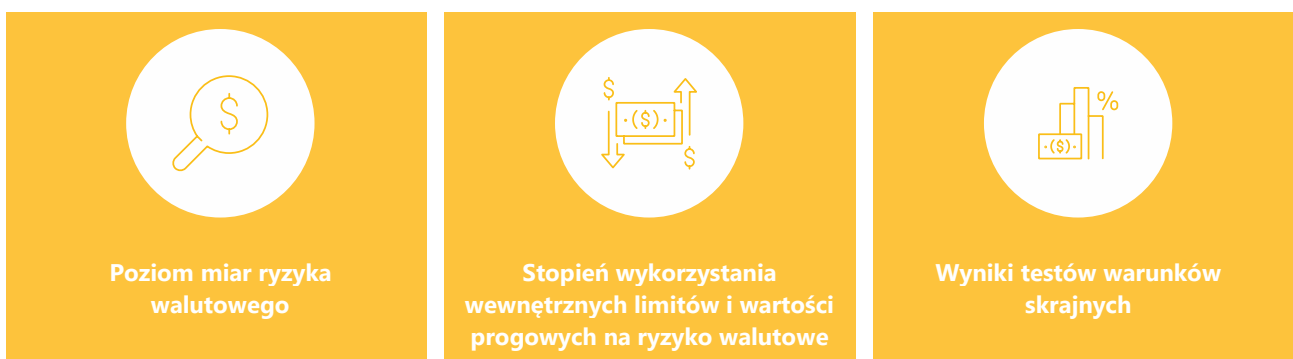 $
Poziom miar ryzyka
walutowego
$
·($)·
$
Stopień wykorzystania
wewnętrznych limitów i wartości
progowych na ryzyko walutowe
%
·($)·
Wyniki testów warunków
skrajnych